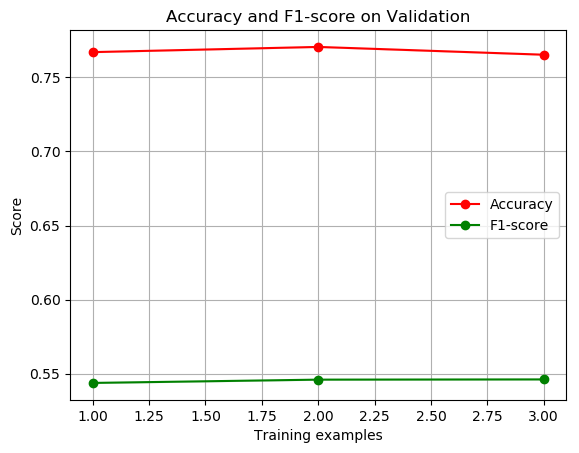 Accuracy and F1-score on Validation
0.75
0.70
0.65
0.60
0.55
Score
Accuracy
F1-score
1.00 1.25 1.50 1.75 2.00 2.25 2.50 2.75 3.00
Training examples